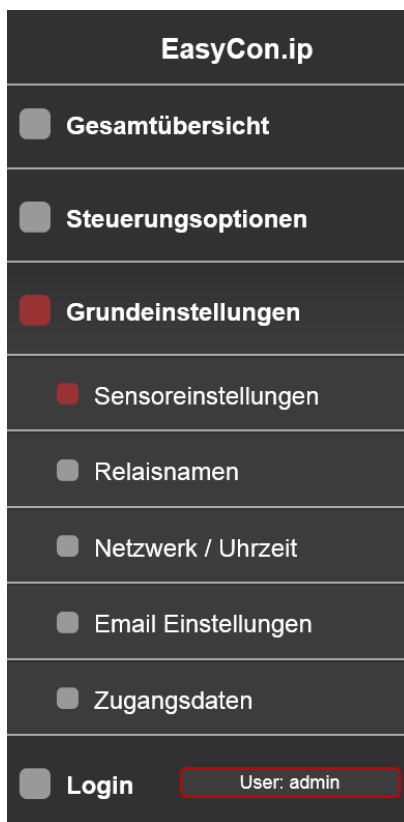 EasyCon.ip
Gesamtübersicht
Steuerungsoptionen
Grundeinstellungen
Sensoreinstellungen
Relaisnamen
Netzwerk / Uhrzeit
Email Einstellungen
Zugangsdaten
Login User: admin